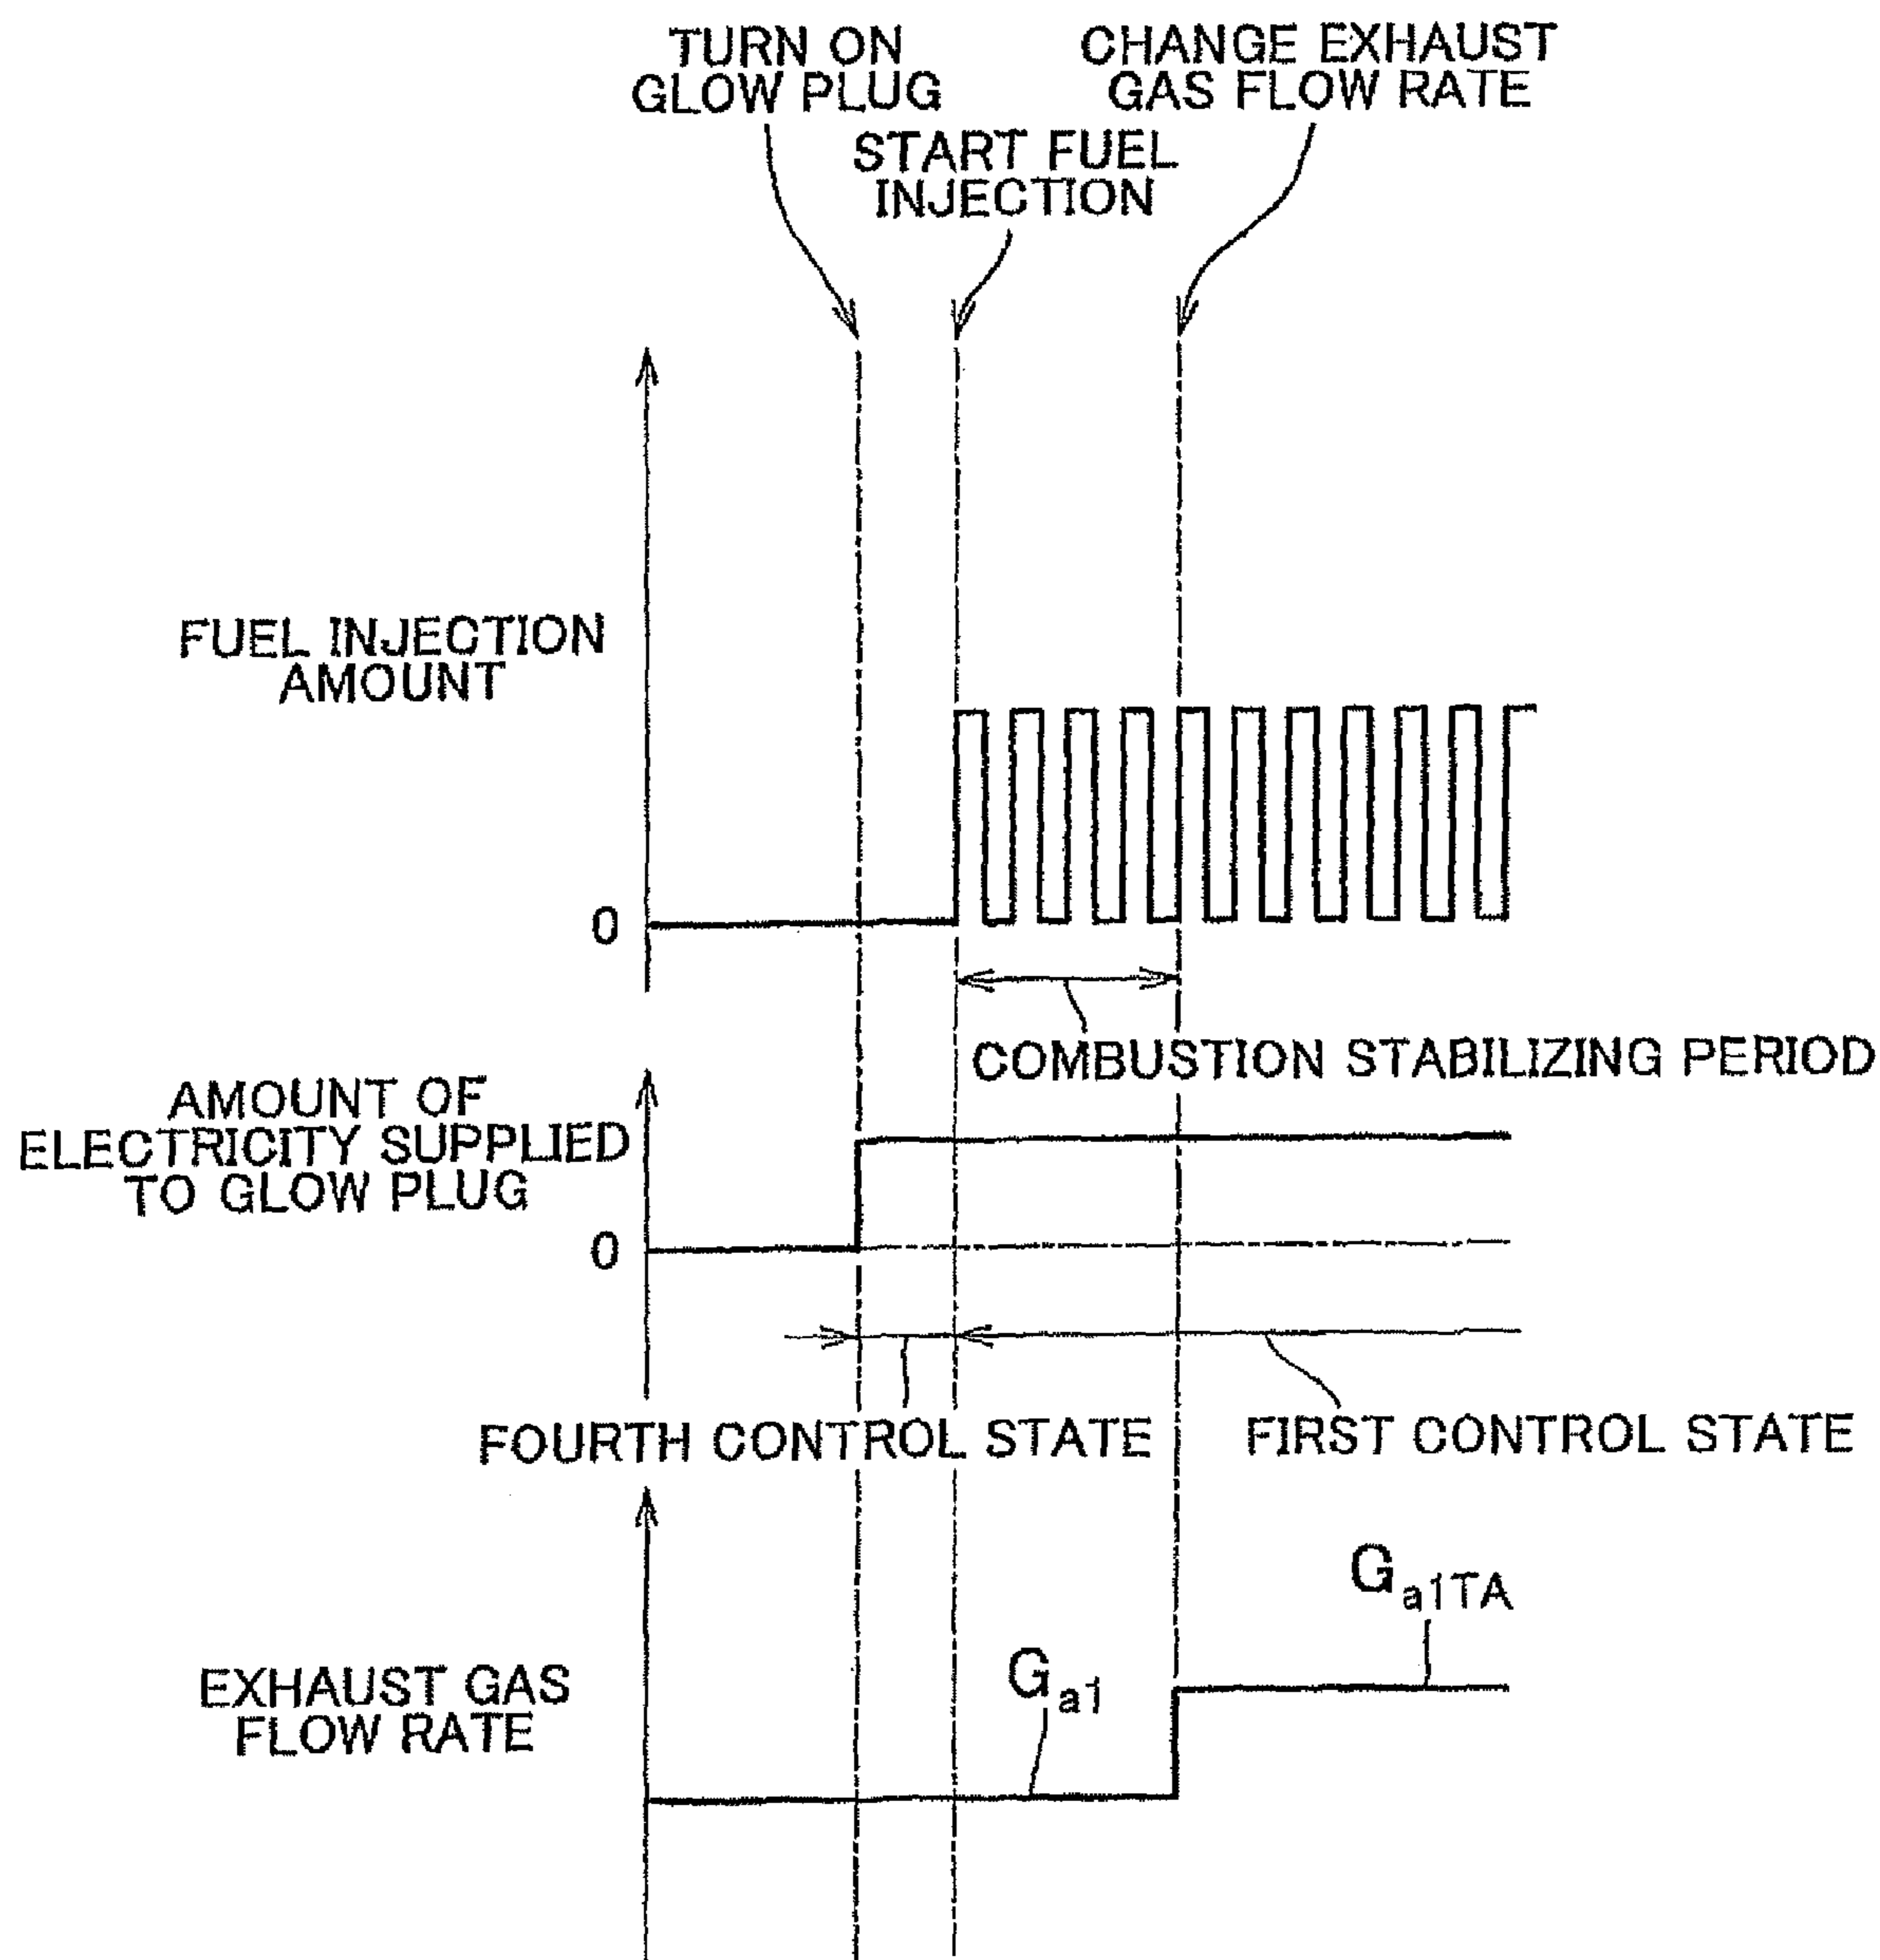 TURN ON
GLOW PLUG
CHANGE EXHAUST
GAS FLOW RATE
START FUEL
INJECTION
FUEL INJECTION
AMOUNT
0
COMBUSTION STABILIZING PERIOD
AMOUNT OF
ELECTRICITY SUPPLIED
TO GLOW PLUG
0
FOURTH CONTROL STATE
FIRST CONTROL STATE
Ga1TA
Ga1
EXHAUST GAS
FLOW RATE